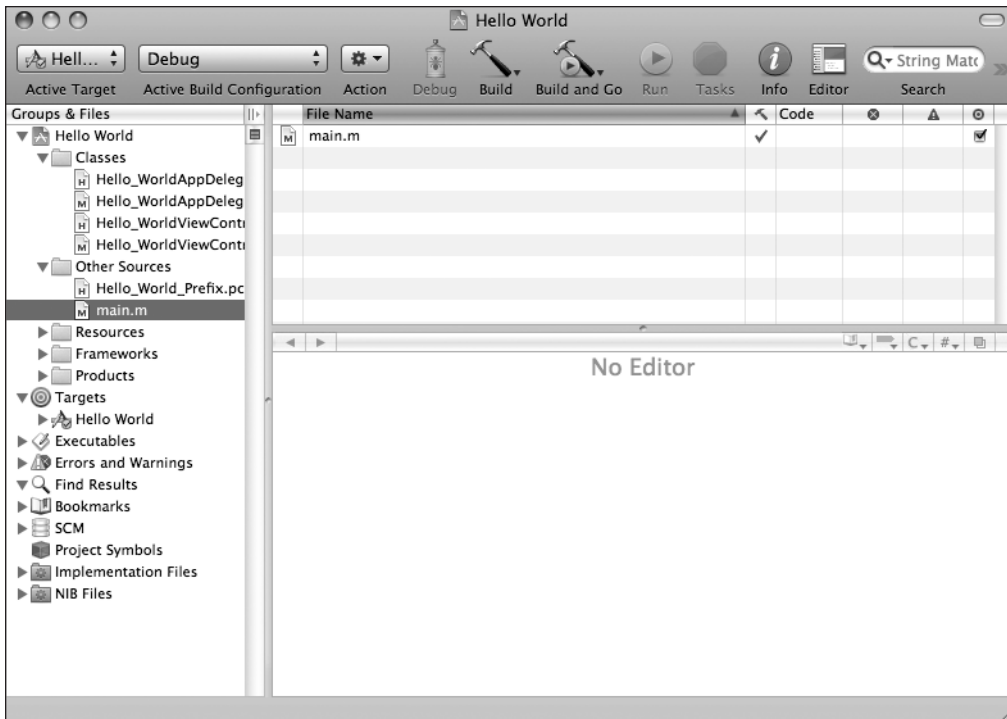 Hello World
Hell...
Debug
String Matc
Active Target
Active Build Configuration
Action
Debug
Build
Build and Go
Run
Tasks
Info
Editor
Search
Groups & Files
File Name
Code
Hello World
main.m
Classes
Hello_WorldAppDeleg
Hello_WorldAppDeleg
Hello_WorldViewContr
Hello_WorldViewContr
Other Sources
Hello_World_Prefix.pc
main.m
Resources
Frameworks
C
#
Products
No Editor
Targets
Hello World
Executables
Errors and Warnings
Find Results
Bookmarks
SCM
Project Symbols
Implementation Files
NIB Files